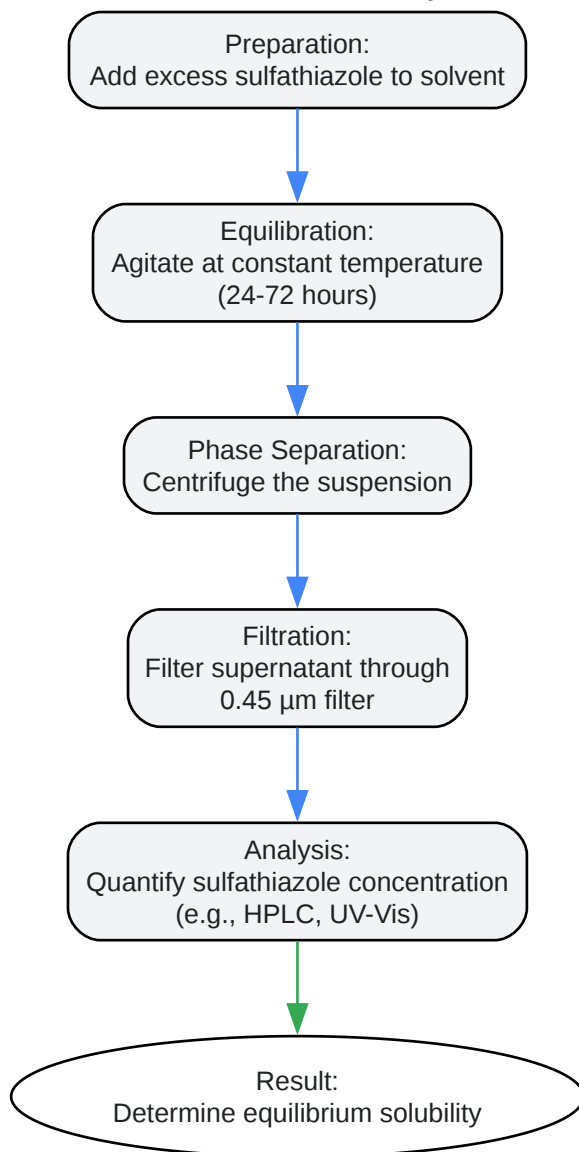 Preparation:
Add excess sulfathiazole to solvent
Equilibration:
Agitate at constant temperature
(24-72 hours)
Phase Separation:
Centrifuge the suspension
Filtration:
Filter supernatant through
0.45 µm filter
Analysis:
Quantify sulfathiazole concentration
(e.g., HPLC, UV-Vis)
Result:
Determine equilibrium solubility